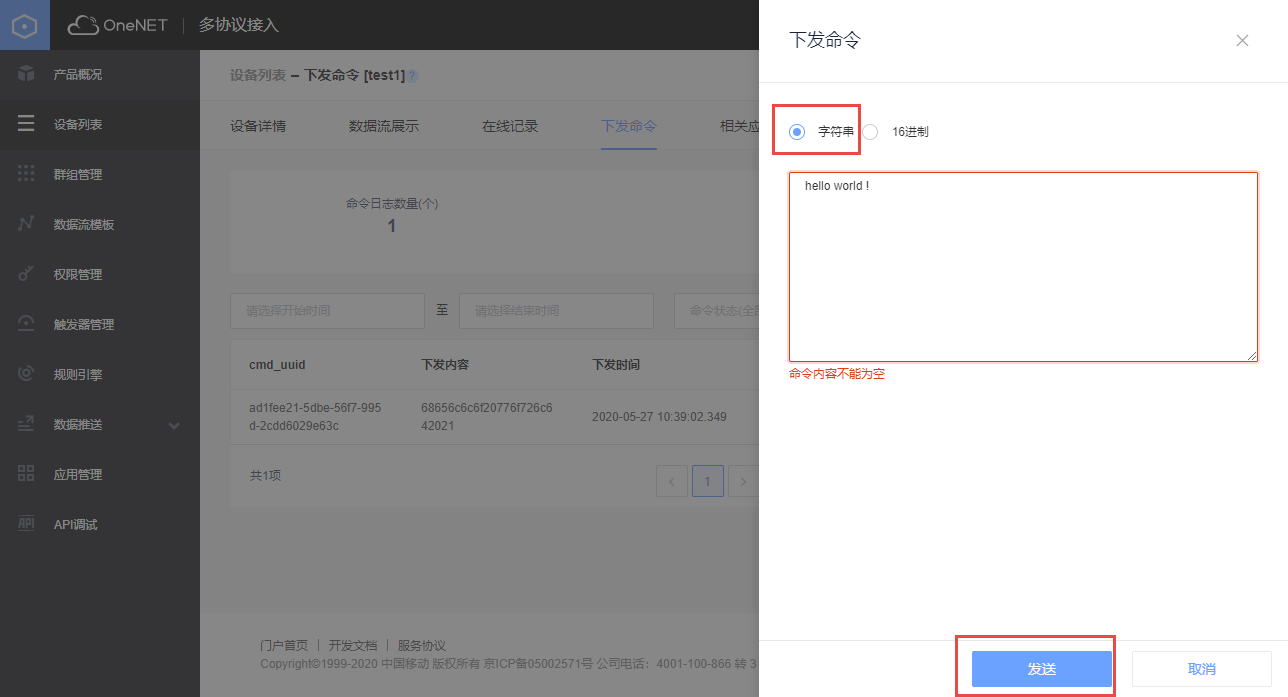 OneNET | 多协议接入
产品概况
设备列表
群组管理
数据流模板
权限管理
触发器管理
规则引擎
数据推送
应用管理
API调试
设备列表 – 下发命令 [test1] ?
设备详情 数据流展示 在线记录 下发命令 相关应
命令日志数量(个)
1
请选择开始时间 至 请选择结束时间 命令状态(全部
cmd_uuid 下发内容 下发时间
ad1fee21-5dbe-56f7-995 68656c6c6f20776f726c6 2020-05-27 10:39:02.349
d-2cdd6029e63c 42021
共1项
1
门户首页 | 开发文档 | 服务协议
Copyright©1999-2020 中国移动 版权所有 京ICP备05002571号 公司电话：4001-100-866 转 3
下发命令
字符串 16进制
hello world !
命令内容不能为空
发送 取消